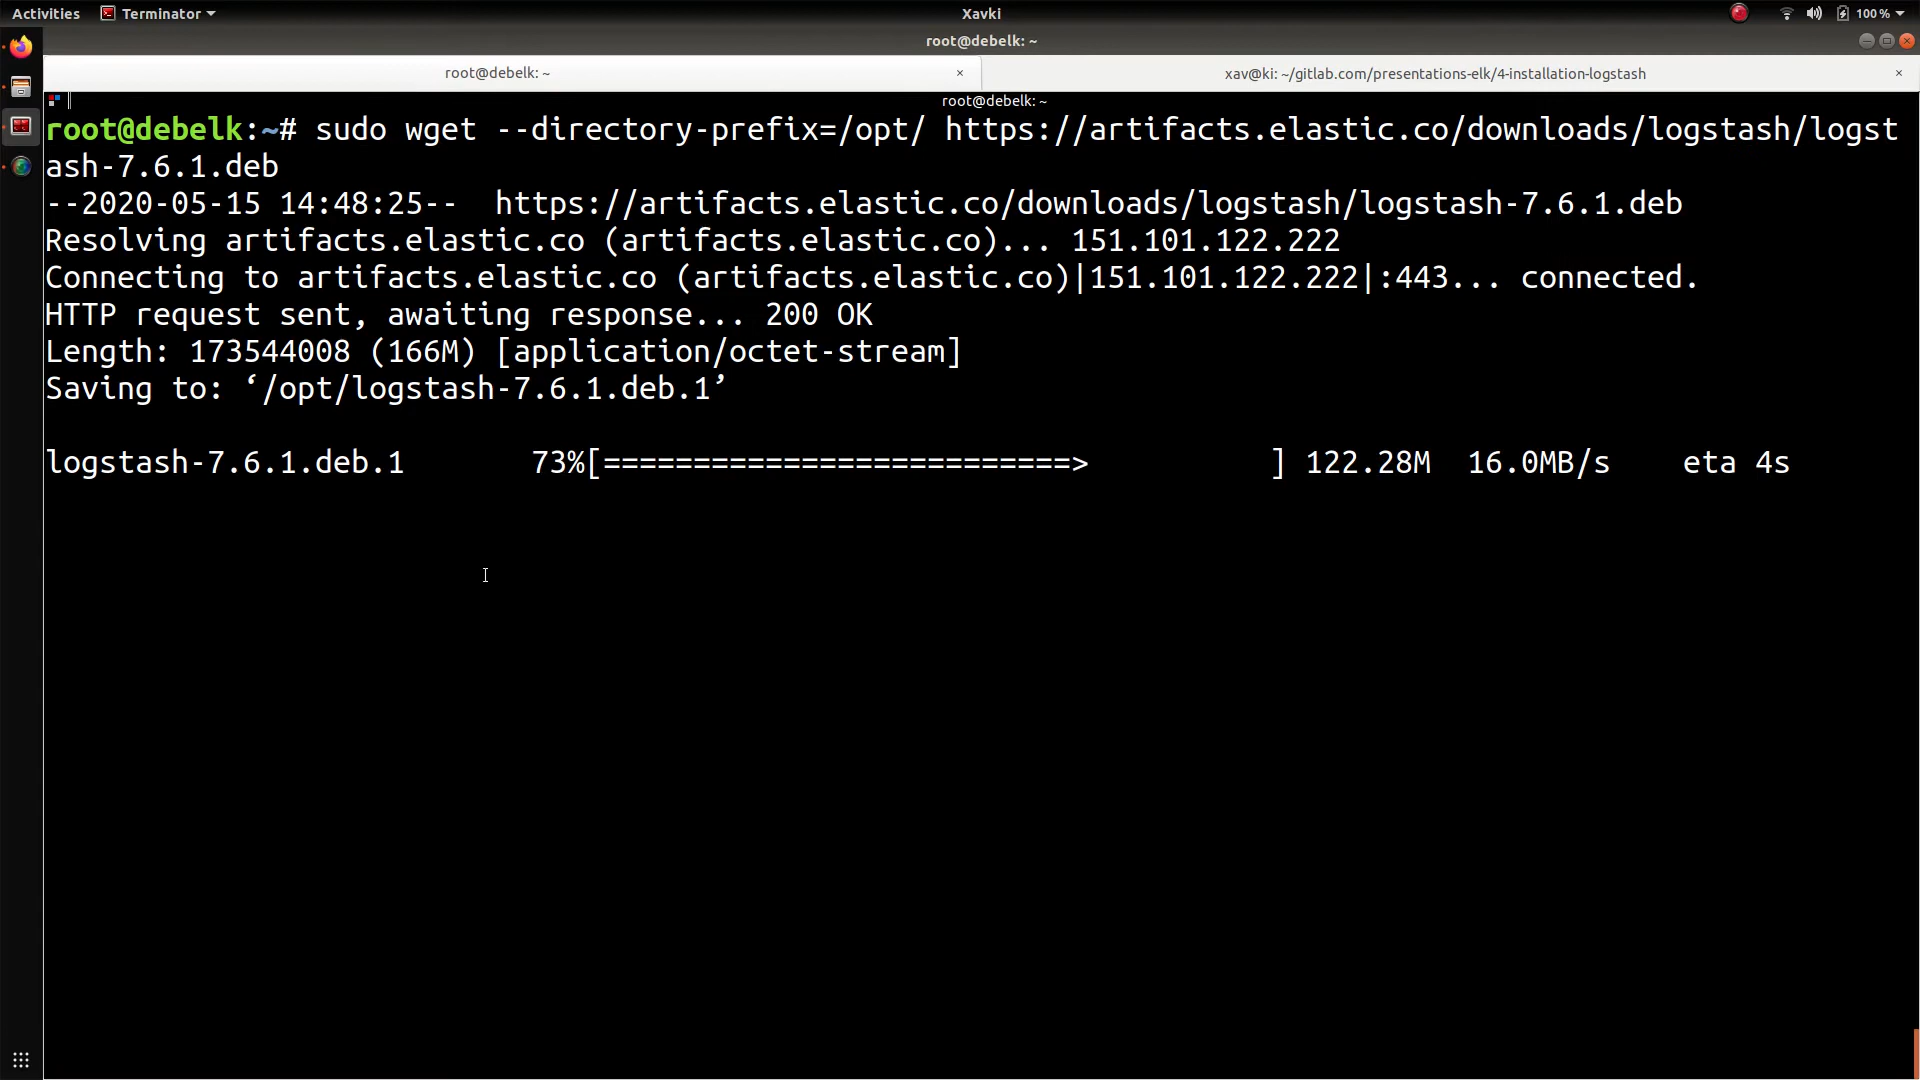 Activities Terminator Xavki 100 %
root@debelk: ~
root@debelk: ~ × xav@ki: ~/gitlab.com/presentations-elk/4-installation-logstash ×
root@debelk: ~
root@debelk:~# sudo wget --directory-prefix=/opt/ https://artifacts.elastic.co/downloads/logstash/logst
ash-7.6.1.deb
--2020-05-15 14:48:25--  https://artifacts.elastic.co/downloads/logstash/logstash-7.6.1.deb
Resolving artifacts.elastic.co (artifacts.elastic.co)... 151.101.122.222
Connecting to artifacts.elastic.co (artifacts.elastic.co)|151.101.122.222|:443... connected.
HTTP request sent, awaiting response... 200 OK
Length: 173544008 (166M) [application/octet-stream]
Saving to: ‘/opt/logstash-7.6.1.deb.1’
logstash-7.6.1.deb.1       73%[==========================>          ] 122.28M  16.0MB/s    eta 4s